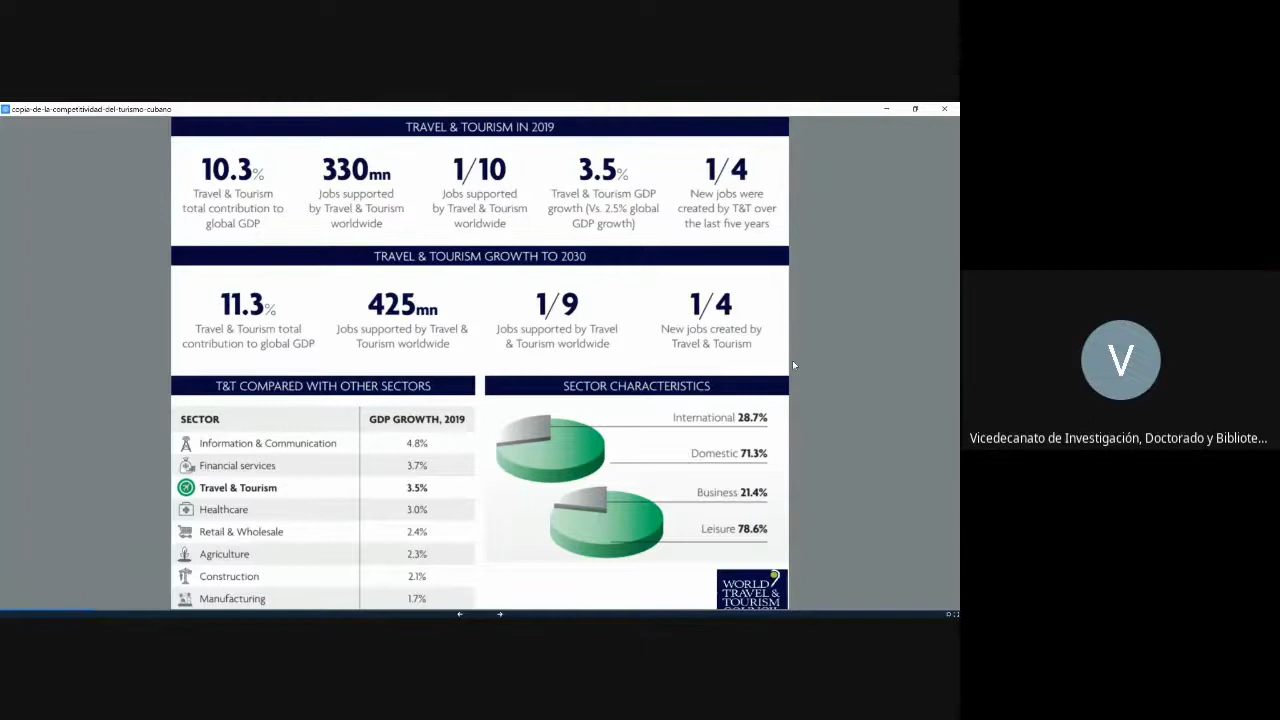 copia-de-la-competitividad-del-turismo-cubano
TRAVEL & TOURISM IN 2019
10.3%
Travel & Tourism
total contribution to
global GDP
330mn
Jobs supported
by Travel & Tourism
worldwide
1/10
Jobs supported
by Travel & Tourism
worldwide
3.5%
Travel & Tourism GDP
growth (Vs. 2.5% global
GDP growth)
1/4
New jobs were
created by T&T over
the last five years
TRAVEL & TOURISM GROWTH TO 2030
11.3%
Travel & Tourism total
contribution to global GDP
425mn
Jobs supported by Travel &
Tourism worldwide
1/9
Jobs supported by Travel
& Tourism worldwide
1/4
New jobs created by
Travel & Tourism
T&T COMPARED WITH OTHER SECTORS
SECTOR GDP GROWTH, 2019
Information & Communication 4.8%
Financial services 3.7%
Travel & Tourism 3.5%
Healthcare 3.0%
Retail & Wholesale 2.4%
Agriculture 2.3%
Construction 2.1%
Manufacturing 1.7%
SECTOR CHARACTERISTICS
International 28.7%
Domestic 71.3%
Business 21.4%
Leisure 78.6%
WORLD
TRAVEL &
TOURISM
COUNCIL
V
Vicedecanato de Investigación, Doctorado y Bibliote...